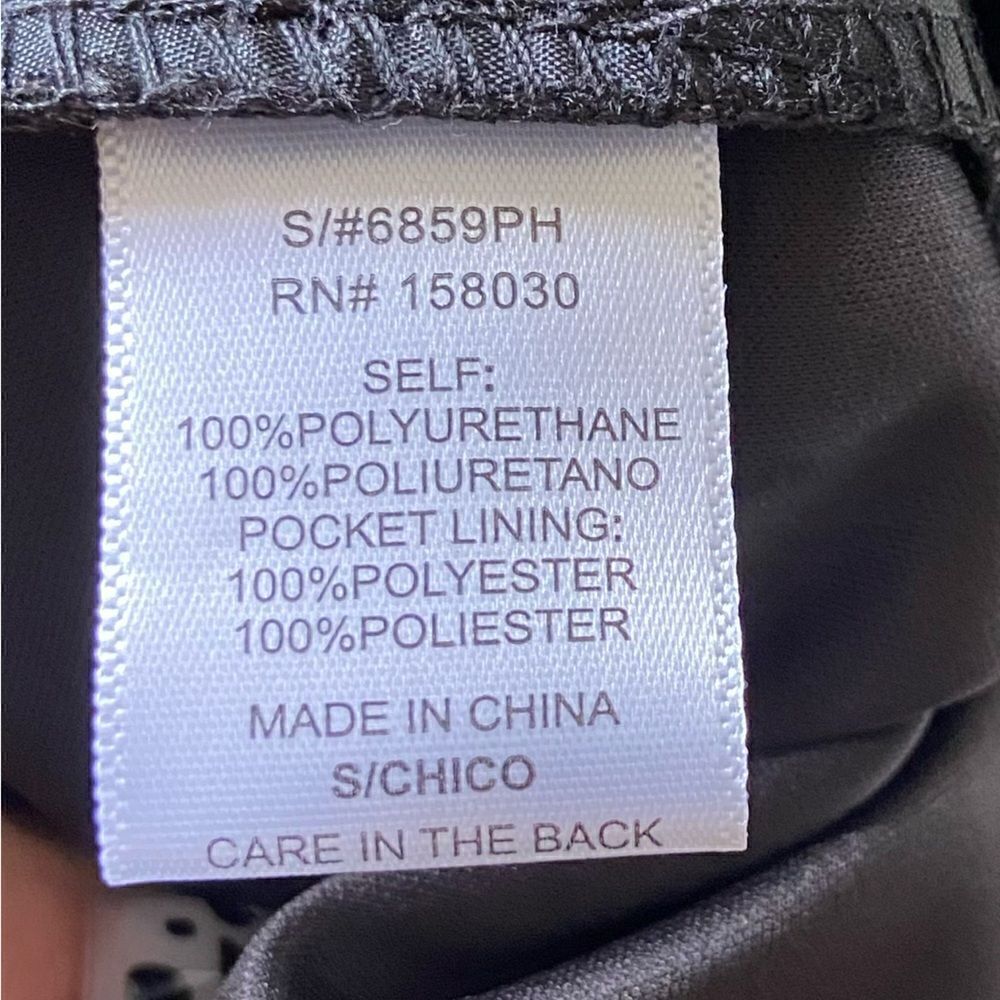 S/#6859PH
RN# 158030
SELF:
100%POLYURETHANE
100%POLIURETANO
POCKET LINING:
100%POLYESTER
100%POLIESTER
MADE IN CHINA
S/CHICO
CARE IN THE BACK